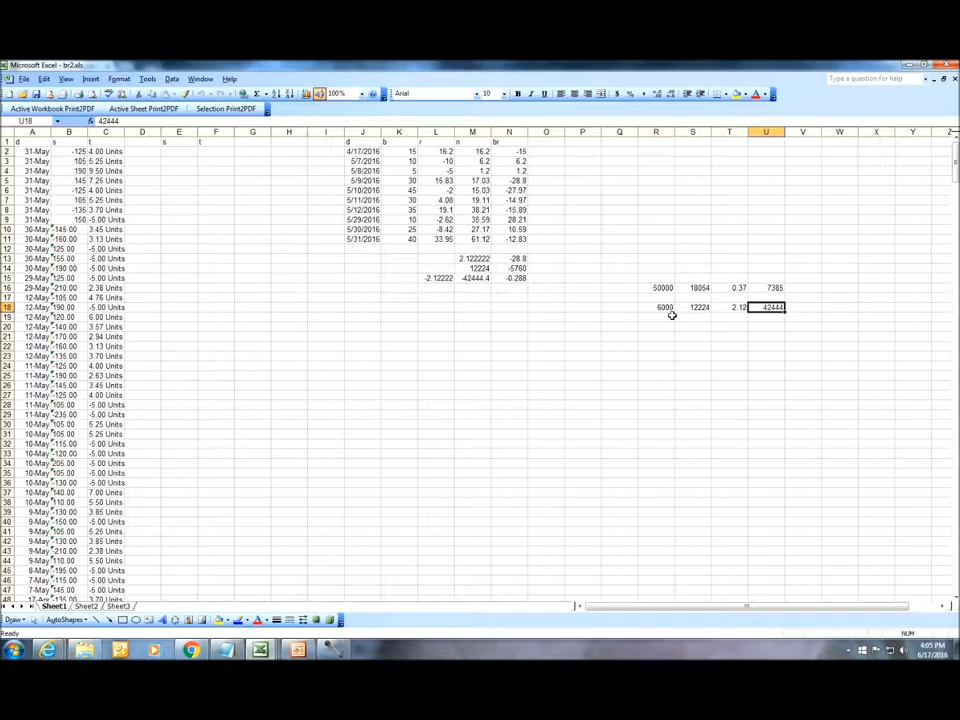 Microsoft Excel - br2.xls
File Edit View Insert Format Tools Data Window Help Type a question for help
100% Arial 10 B I U $ % ,
Active Workbook Print2PDF Active Sheet Print2PDF Selection Print2PDF
U18 fx 42444
A B C D E F G H I J K L M N O P Q R S T U V W X Y Z
1 d s t s t d b r n br
2 31-May -125 4.00 Units 4/17/2016 15 16.2 16.2 -15
3 31-May 105 5.25 Units 5/7/2016 10 -10 6.2 6.2
4 31-May 190 9.50 Units 5/8/2016 5 -5 1.2 1.2
5 31-May 145 7.25 Units 5/9/2016 30 15.83 17.03 -28.8
6 31-May -125 4.00 Units 5/10/2016 45 -2 15.03 -27.97
7 31-May 105 5.25 Units 5/11/2016 30 4.08 19.11 -14.97
8 31-May -135 3.70 Units 5/12/2016 35 19.1 38.21 -15.89
9 31-May 150 -5.00 Units 5/29/2016 10 -2.62 35.59 28.21
10 30-May -145.00 3.45 Units 5/30/2016 25 -8.42 27.17 10.59
11 30-May -160.00 3.13 Units 5/31/2016 40 33.95 61.12 -12.83
12 30-May 125.00 -5.00 Units
13 30-May -155.00 -5.00 Units 2.122222 -28.8
14 30-May -190.00 -5.00 Units 12224 -5760
15 29-May 125.00 -5.00 Units -2.12222 -42444.4 -0.288
16 29-May -210.00 2.38 Units 50000 18054 0.37 7385
17 12-May -105.00 4.76 Units
18 12-May 190.00 -5.00 Units 6000 12224 2.12 42444
19 12-May 120.00 6.00 Units
20 12-May -140.00 3.57 Units
21 12-May -170.00 2.94 Units
22 12-May -160.00 3.13 Units
23 12-May -135.00 3.70 Units
24 11-May -125.00 4.00 Units
25 11-May -190.00 2.63 Units
26 11-May -145.00 3.45 Units
27 11-May -125.00 4.00 Units
28 11-May 105.00 -5.00 Units
29 11-May -235.00 -5.00 Units
30 10-May 105.00 5.25 Units
31 10-May 105.00 5.25 Units
32 10-May -115.00 -5.00 Units
33 10-May -120.00 -5.00 Units
34 10-May 205.00 -5.00 Units
35 10-May 105.00 -5.00 Units
36 10-May -130.00 -5.00 Units
37 10-May 140.00 7.00 Units
38 10-May 110.00 5.50 Units
39 9-May -130.00 3.85 Units
40 9-May -150.00 -5.00 Units
41 9-May 105.00 5.25 Units
42 9-May -130.00 3.85 Units
43 9-May -210.00 2.38 Units
44 9-May 110.00 5.50 Units
45 8-May -195.00 -5.00 Units
46 7-May -115.00 -5.00 Units
47 7-May 145.00 -5.00 Units
48 17-Apr -135.00 3.70 Units
Sheet1 Sheet2 Sheet3
Draw AutoShapes
Ready NUM
4:05 PM
6/17/2016